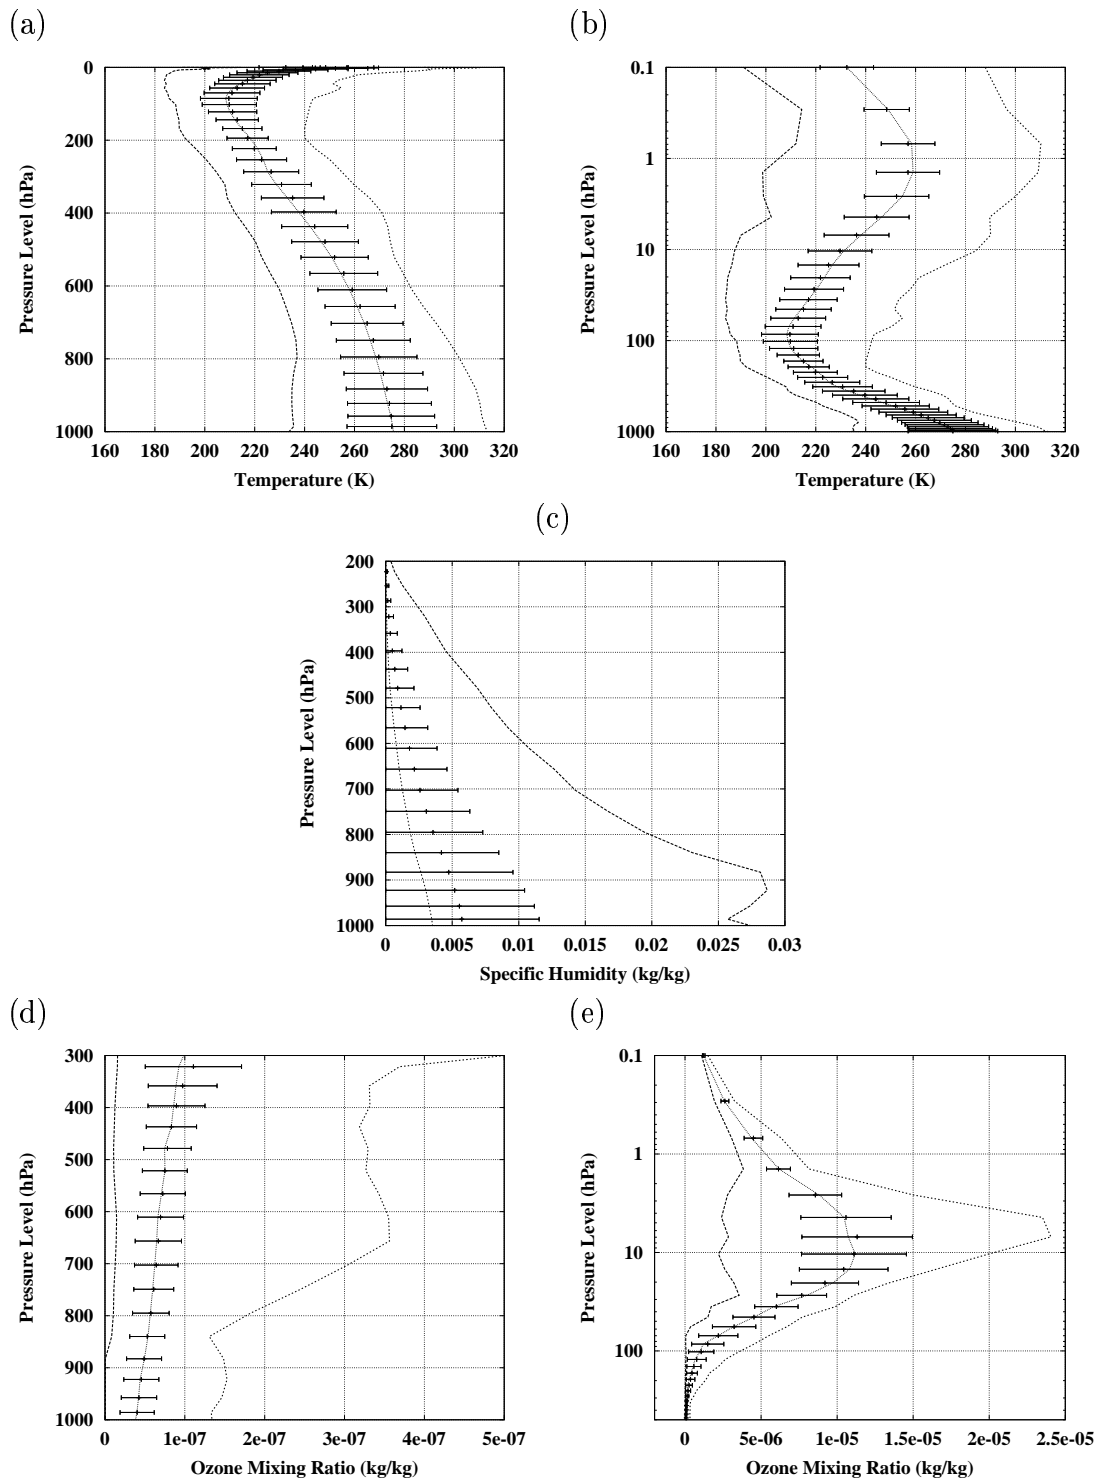 (a)
(b)
0
200
400
600
800
1000
Pressure Level (hPa)
160 180 200 220 240 260 280 300 320
Temperature (K)
0.1
1
10
100
1000
Pressure Level (hPa)
160 180 200 220 240 260 280 300 320
Temperature (K)
(c)
200
300
400
500
600
700
800
900
1000
Pressure Level (hPa)
0 0.005 0.01 0.015 0.02 0.025 0.03
Specific Humidity (kg/kg)
(d)
(e)
300
400
500
600
700
800
900
1000
Pressure Level (hPa)
0 1e-07 2e-07 3e-07 4e-07 5e-07
Ozone Mixing Ratio (kg/kg)
0.1
1
10
100
Pressure Level (hPa)
0 5e-06 1e-05 1.5e-05 2e-05 2.5e-05
Ozone Mixing Ratio (kg/kg)